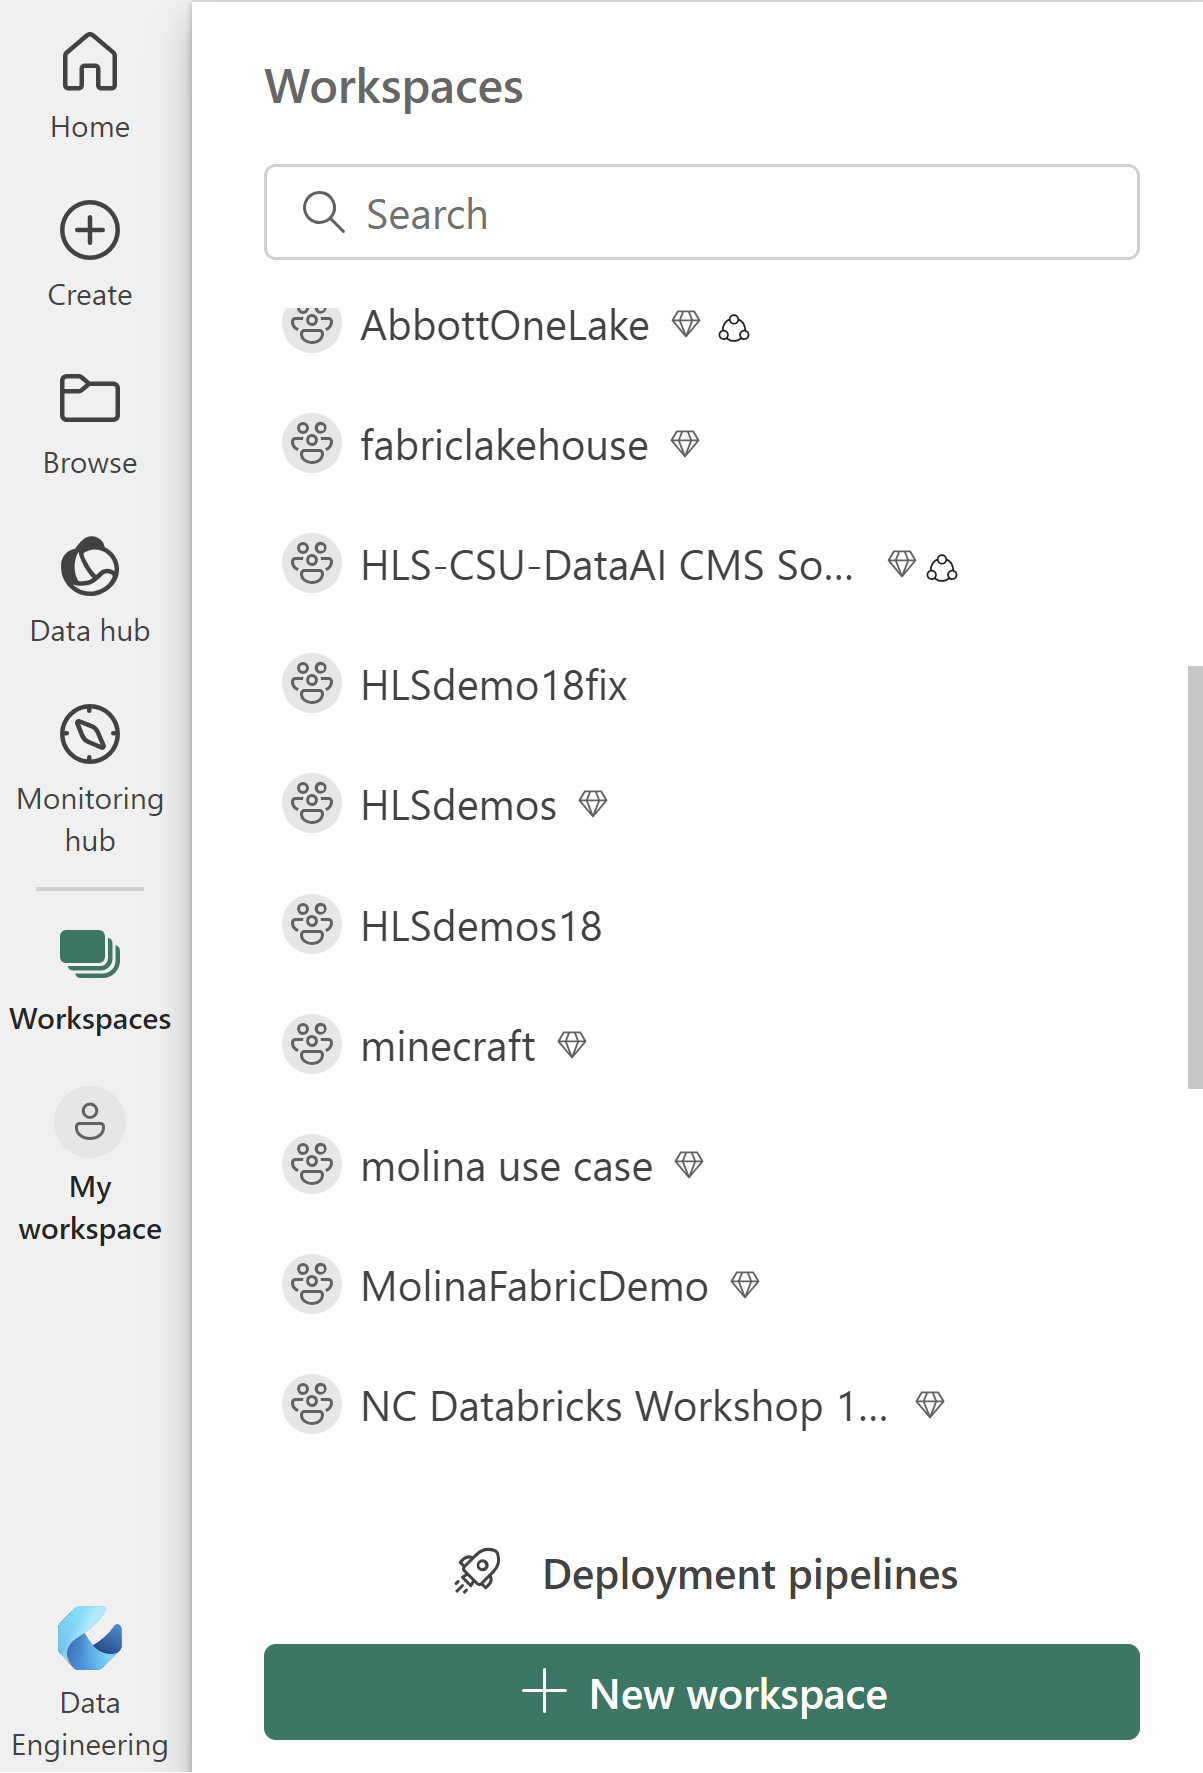 Home
Create
Browse
Data hub
Monitoring
hub
Workspaces
My
workspace
Data
Engineering
Workspaces
Search
AbbottOneLake
fabriclakehouse
HLS-CSU-DataAI CMS So...
HLSdemo18fix
HLSdemos
HLSdemos18
minecraft
molina use case
MolinaFabricDemo
NC Databricks Workshop 1...
Deployment pipelines
New workspace